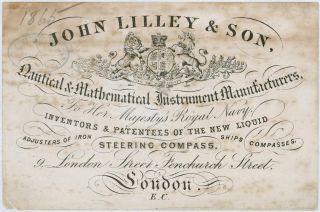 1865
JOHN LILLEY & SON,
Nautical & Mathematical Instrument Manufacturers,
To Her Majesty's Royal Navy.
INVENTORS & PATENTEES OF THE NEW LIQUID
STEERING COMPASS.
ADJUSTERS OF IRON SHIPS COMPASSES.
9, London Street Fenchurch Street.
London.
E.C.